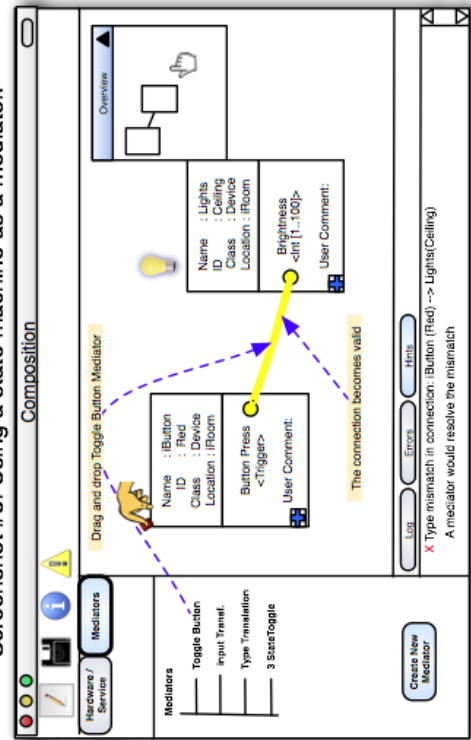 Screenshot #3: Using a state machine as a mediator.
Composition
Hardware /
Service
Mediators
Mediators
Toggle Button
Input Transf.
Type Translation
3 StateToggle
Create New
Mediator
Drag and drop Toggle Button Mediator
Name : iButton
ID : Red
Class : Device
Location : iRoom
Button Press
<Trigger>
User Comment:
Name : Lights
ID : Ceiling
Class : Device
Location : iRoom
Brightness
<Int [1..100]>
User Comment:
Overview
The connection becomes valid
Log
Errors
Hints
X Type mismatch in connection: iButton (Red) --> Lights(Ceiling)
A mediator would resolve the mismatch